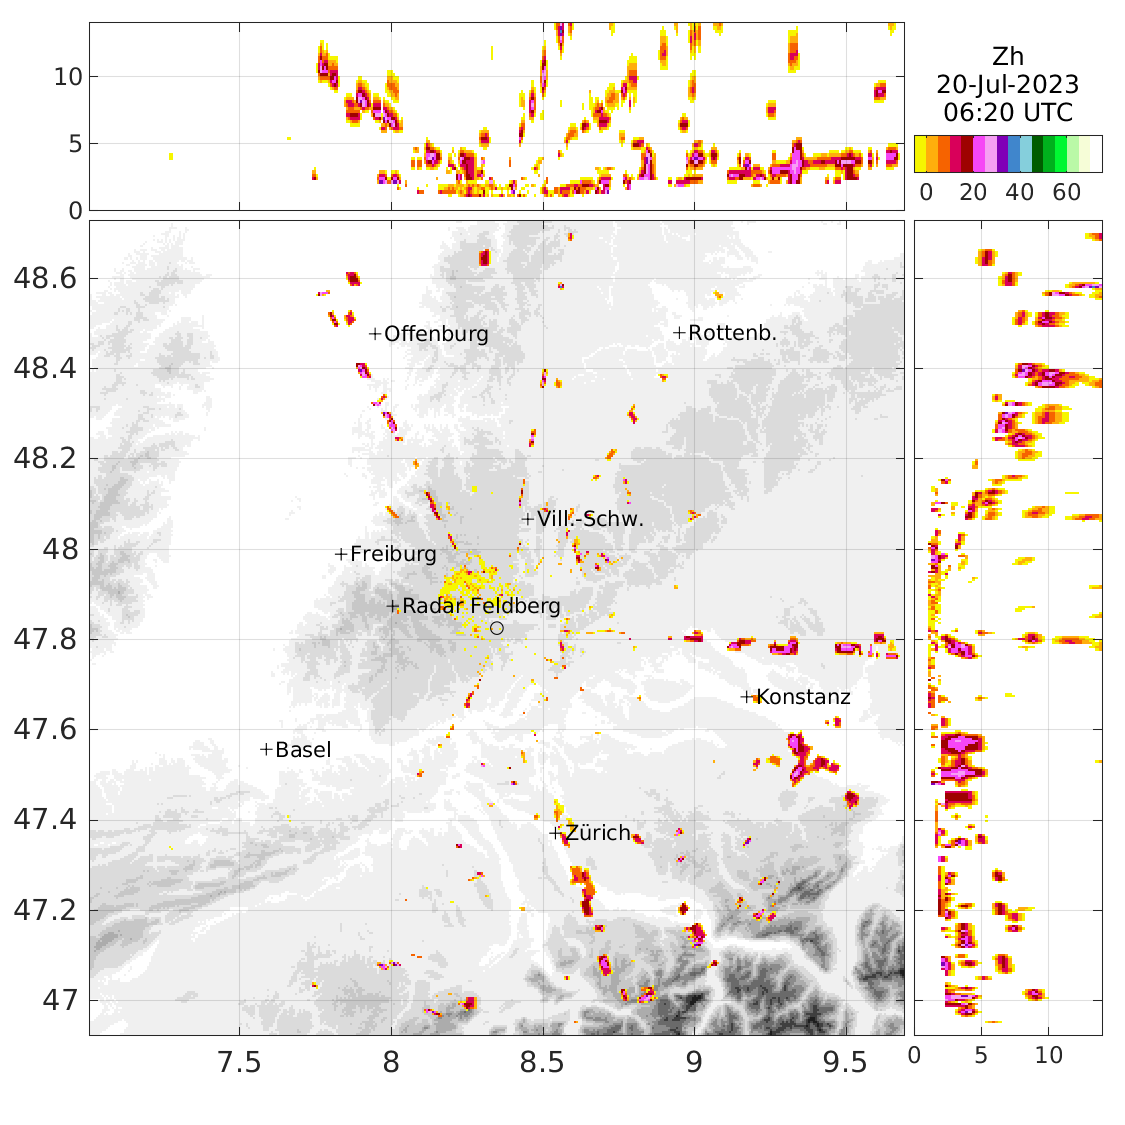 10
5
0
Zh
20-Jul-2023
06:20 UTC
0 20 40 60
48.6
48.4
48.2
48
47.8
47.6
47.4
47.2
47
+Offenburg
+Rottenb.
+Vill.-Schw.
+Freiburg
+Radar Feldberg
+Konstanz
+Basel
+Zürich
7.5 8 8.5 9 9.5
0 5 10